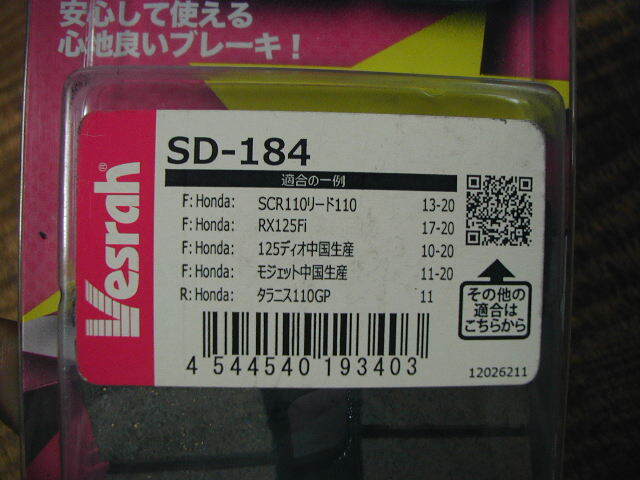 安心して使える
心地良いブレーキ！
Vesrah®
SD-184
適合の一例
F: Honda: SCR110リード110 13-20
F: Honda: RX125Fi 17-20
F: Honda: 125ディオ中国生産 10-20
F: Honda: モジェット中国生産 11-20
R: Honda: タラニス110GP 11
その他の
適合は
こちらから
4 544540 193403
12026211